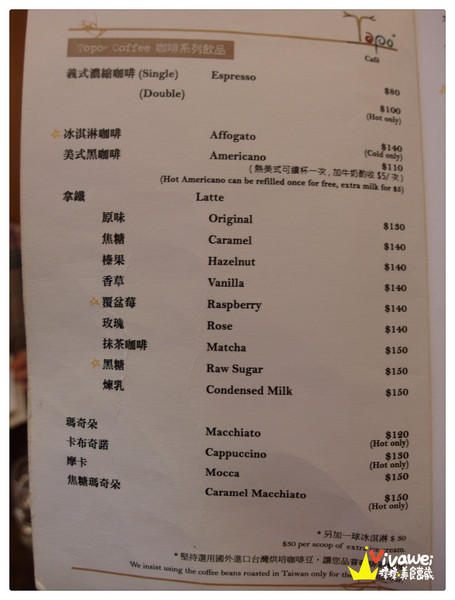 Tapo°
Café
Topo- Coffee 咖啡系列飲品
義式濃縮咖啡 (Single) Espresso $80
(Double) $100
(Hot only)
冰淇淋咖啡 Affogato $140
(Cold only)
美式黑咖啡 Americano $110
(熱美式可續杯一次, 加牛奶酌收 $5/次)
(Hot Americano can be refilled once for free, extra milk for $5)
拿鐵 Latte
原味 Original $130
焦糖 Caramel $140
榛果 Hazelnut $140
香草 Vanilla $140
覆盆莓 Raspberry $140
玫瑰 Rose $140
抹茶咖啡 Matcha $150
黑糖 Raw Sugar $150
煉乳 Condensed Milk $150
瑪奇朵 Macchiato $120
(Hot only)
卡布奇諾 Cappuccino $130
(Hot only)
摩卡 Mocca $150
焦糖瑪奇朵 Caramel Macchiato $150
(Hot only)
*另加一球冰淇淋 $30
$30 per scoop of extra ice cream
*堅持選用國外進口台灣烘培咖啡豆,讓您品嘗
We insist using the coffee beans roasted in Taiwan only for the
Vivawei